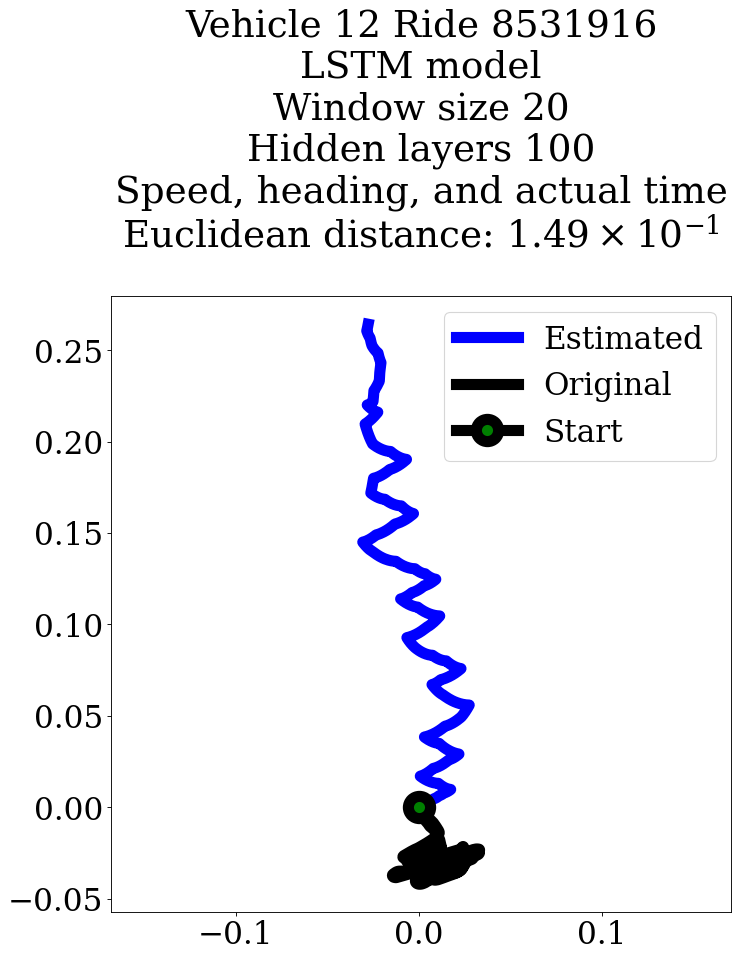 Vehicle 12 Ride 8531916
LSTM model
Window size 20
Hidden layers 100
Speed, heading, and actual time
Euclidean distance: 1.49 × 10⁻¹
Estimated
Original
Start
0.25
0.20
0.15
0.10
0.05
0.00
−0.05
−0.1
0.0
0.1